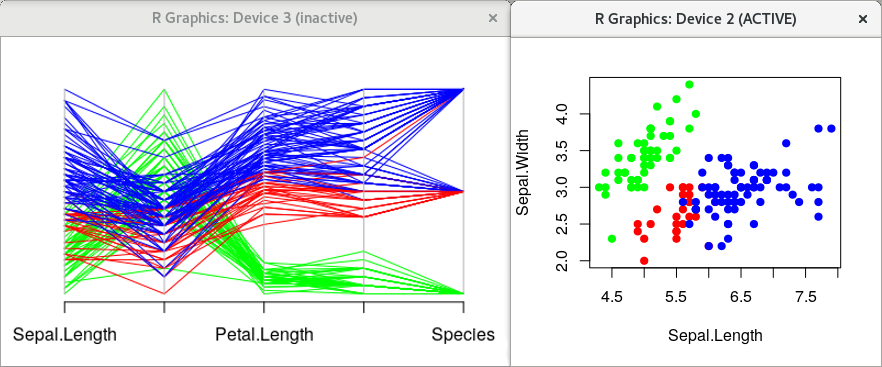 R Graphics: Device 3 (inactive) ×
Sepal.Length Petal.Length Species
R Graphics: Device 2 (ACTIVE) ×
Sepal.Width
4.0
3.5
3.0
2.5
2.0
4.5 5.5 6.5 7.5
Sepal.Length